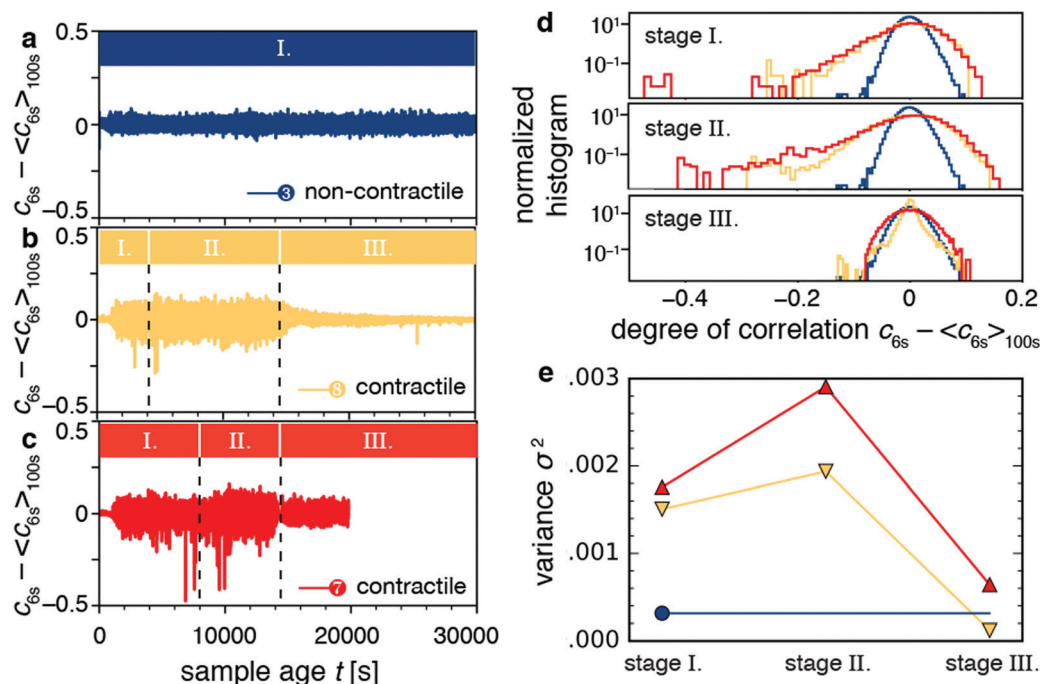 a
0.5
I.
0
−0.5
c6s – <c6s>100s
3 non-contractile
b
0.5
I. II. III.
0
−0.5
c6s – <c6s>100s
8 contractile
c
0.5
I. II. III.
0
−0.5
c6s – <c6s>100s
7 contractile
0 10000 20000 30000
sample age t [s]
d
normalized
histogram
10¹
10⁻¹
stage I.
10¹
10⁻¹
stage II.
10¹
10⁻¹
stage III.
−0.4 −0.2 0 0.2
degree of correlation c6s – <c6s>100s
e
.003
.002
.001
.000
variance σ²
stage I. stage II. stage III.